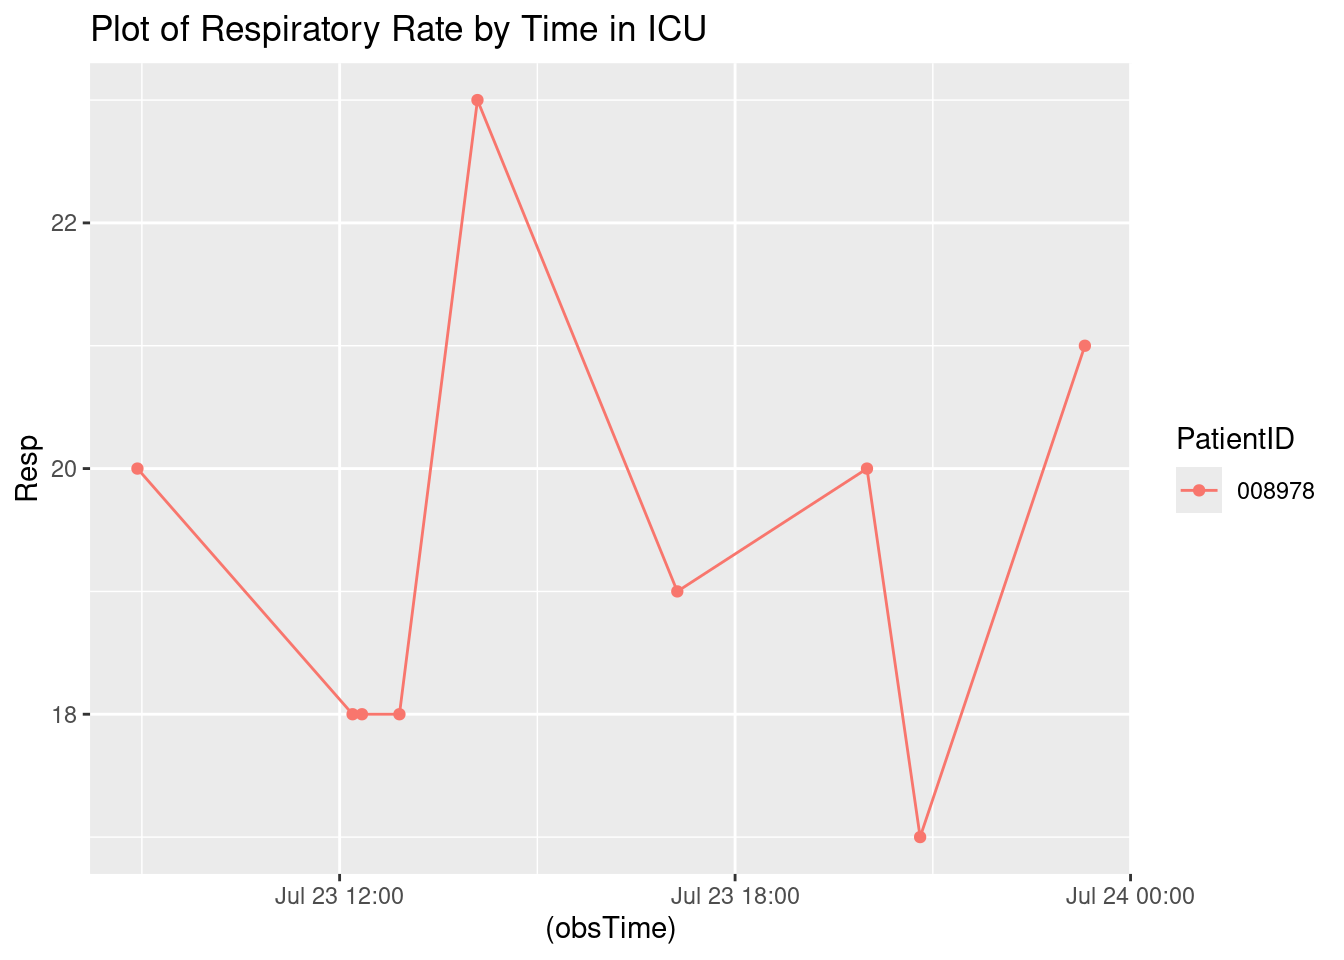 Plot of Respiratory Rate by Time in ICU
22
20
18
Resp
Jul 23 12:00
Jul 23 18:00
Jul 24 00:00
(obsTime)
PatientID
008978